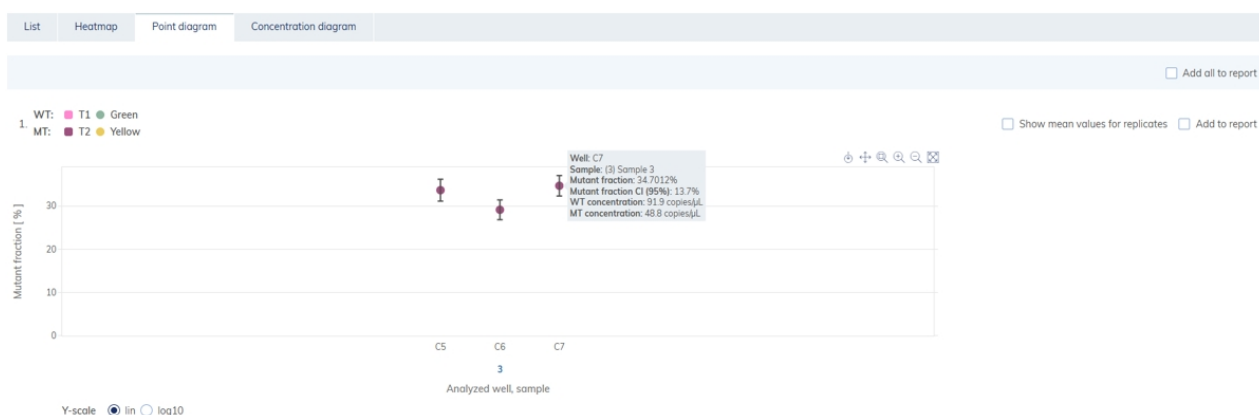 List Heatmap Point diagram Concentration diagram
Add all to report
1. WT: T1 Green
MT: T2 Yellow
Show mean values for replicates Add to report
Well: C7
Sample: (3) Sample 3
Mutant fraction: 34.7012%
Mutant fraction CI (95%): 13.7%
WT concentration: 91.9 copies/µL
MT concentration: 48.8 copies/µL
Mutant fraction [ % ]
30
20
10
0
C5 C6 C7
3
Analyzed well, sample
Y-scale lin log10